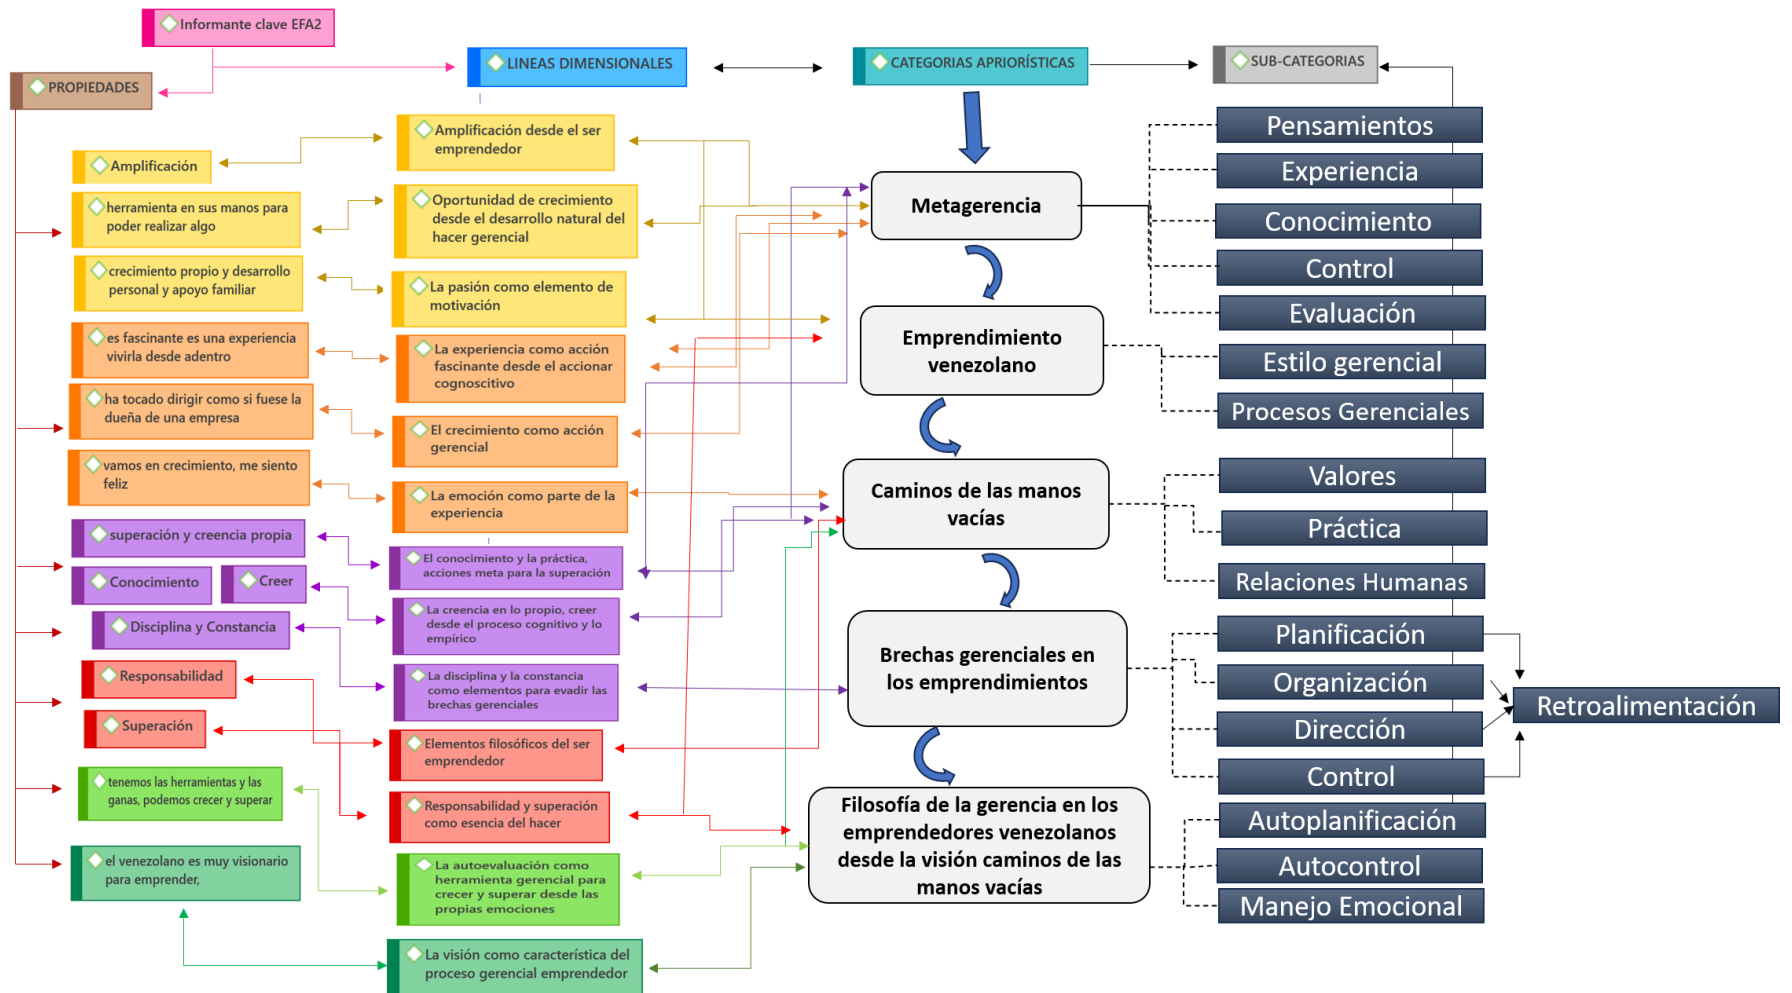 Informante clave EFA2
PROPIEDADES
Amplificación
herramienta en sus manos para
poder realizar algo
crecimiento propio y desarrollo
personal y apoyo familiar
es fascinante es una experiencia
vivirla desde adentro
ha tocado dirigir como si fuese la
dueña de una empresa
vamos en crecimiento, me siento
feliz
superación y creencia propia
Conocimiento
Creer
Disciplina y Constancia
Responsabilidad
Superación
tenemos las herramientas y las
ganas, podemos crecer y superar
el venezolano es muy visionario
para emprender,
LINEAS DIMENSIONALES
Amplificación desde el ser
emprendedor
Oportunidad de crecimiento
desde el desarrollo natural del
hacer gerencial
La pasión como elemento de
motivación
La experiencia como acción
fascinante desde el accionar
cognoscitivo
El crecimiento como acción
gerencial
La emoción como parte de la
experiencia
El conocimiento y la práctica,
acciones meta para la superación
La creencia en lo propio, creer
desde el proceso cognitivo y lo
empírico
La disciplina y la constancia
como elementos para evadir las
brechas gerenciales
Elementos filosóficos del ser
emprendedor
Responsabilidad y superación
como esencia del hacer
La autoevaluación como
herramienta gerencial para
crecer y superar desde las
propias emociones
La visión como característica del
proceso gerencial emprendedor
CATEGORIAS APRIORÍSTICAS
Metagerencia
Emprendimiento
venezolano
Caminos de las manos
vacías
Brechas gerenciales en
los emprendimientos
Filosofía de la gerencia en los
emprendedores venezolanos
desde la visión caminos de las
manos vacías
SUB-CATEGORIAS
Pensamientos
Experiencia
Conocimiento
Control
Evaluación
Estilo gerencial
Procesos Gerenciales
Valores
Práctica
Relaciones Humanas
Planificación
Organización
Dirección
Control
Autoplanificación
Autocontrol
Manejo Emocional
Retroalimentación